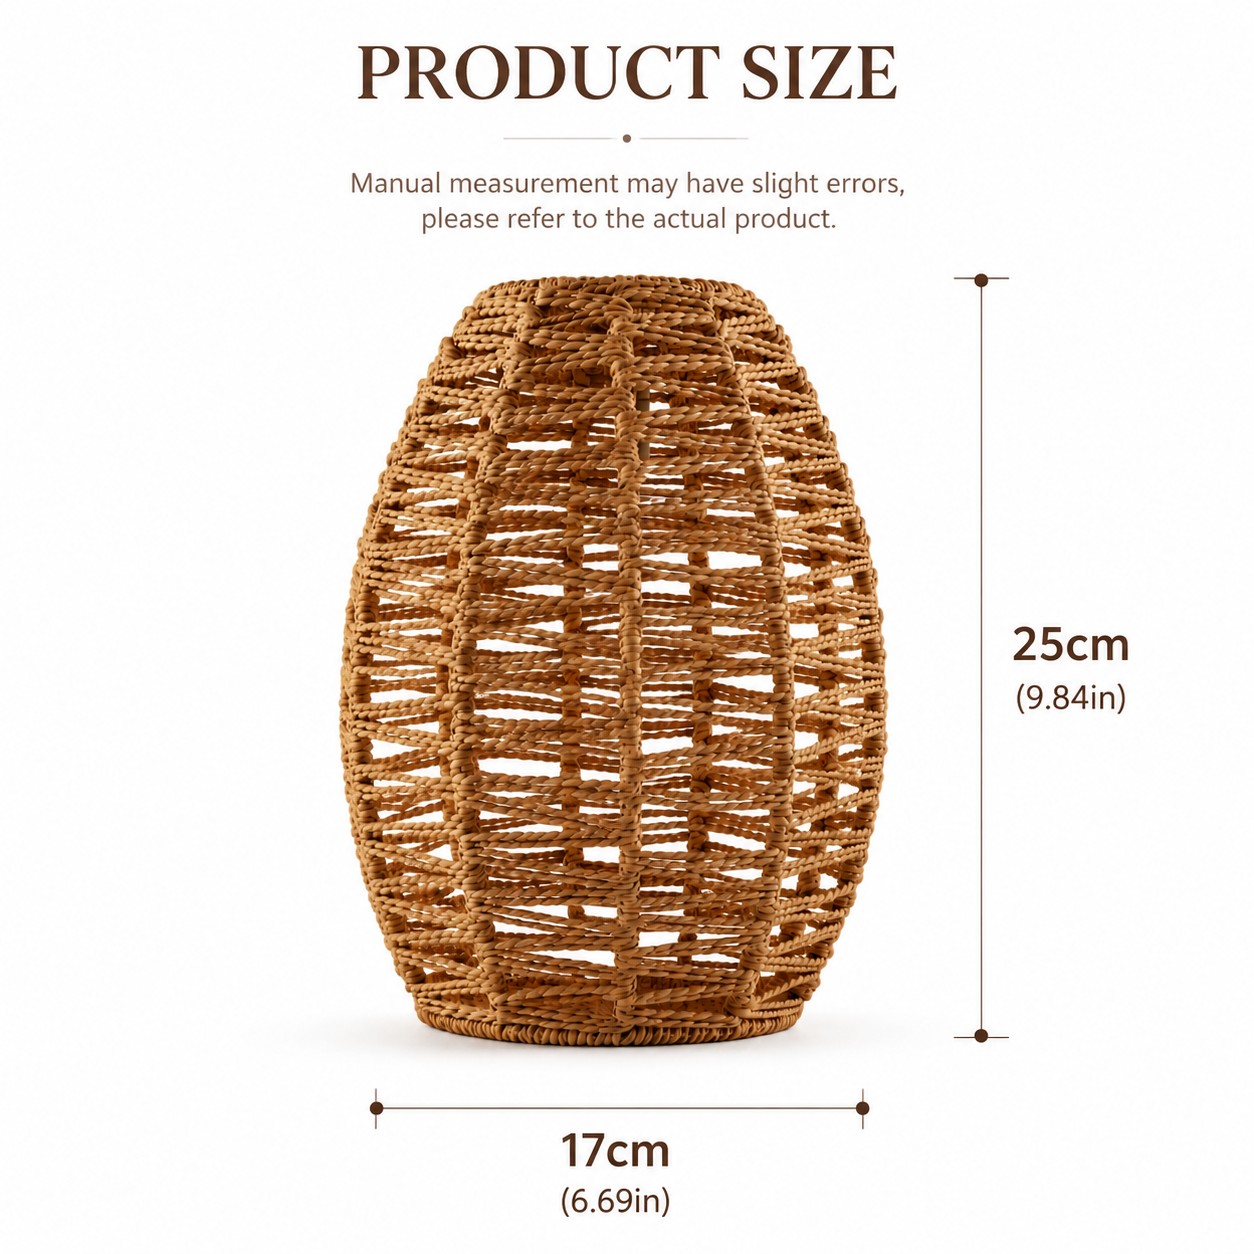 PRODUCT SIZE
Manual measurement may have slight errors,
please refer to the actual product.
25cm
(9.84in)
17cm
(6.69in)